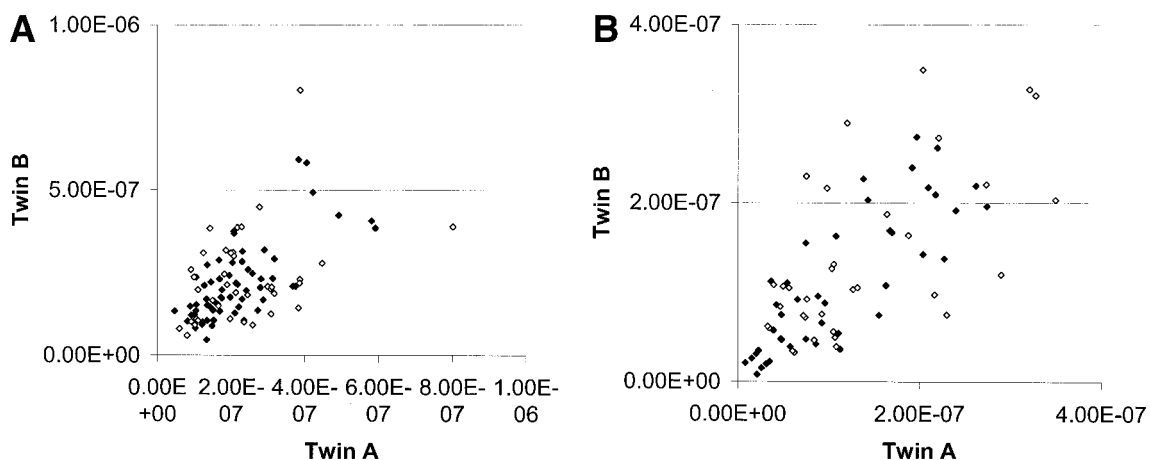 A
1.00E-06
5.00E-07
0.00E+00
Twin B
0.00E 2.00E- 4.00E- 6.00E- 8.00E- 1.00E-
+00 07 07 07 07 06
Twin A
B
4.00E-07
2.00E-07
0.00E+00
Twin B
0.00E+00 2.00E-07 4.00E-07
Twin A